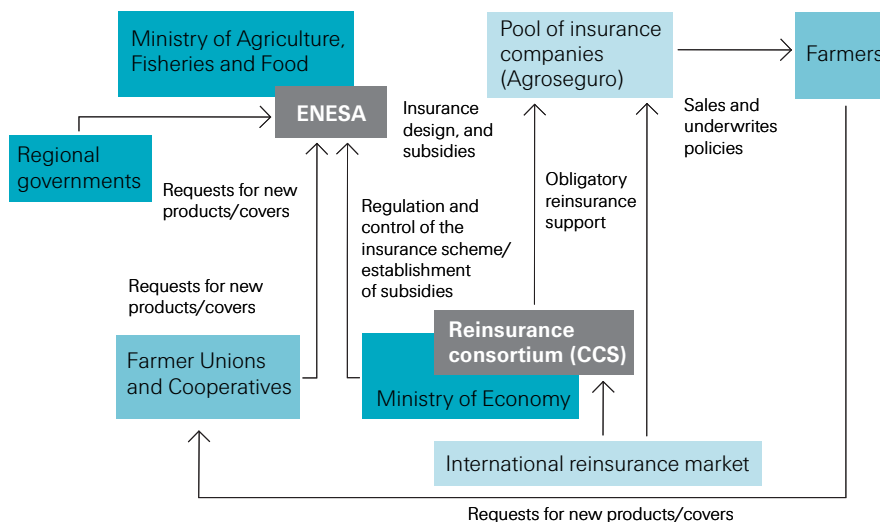 Ministry of Agriculture,
Fisheries and Food
ENESA
Insurance
design, and
subsidies
Pool of insurance
companies
(Agroseguro)
Farmers
Sales and
underwrites
policies
Regional
governments
Requests for new
products/covers
Regulation and
control of the
insurance scheme/
establishment
of subsidies
Obligatory
reinsurance
support
Requests for new
products/covers
Farmer Unions
and Cooperatives
Reinsurance
consortium (CCS)
Ministry of Economy
International reinsurance market
Requests for new products/covers